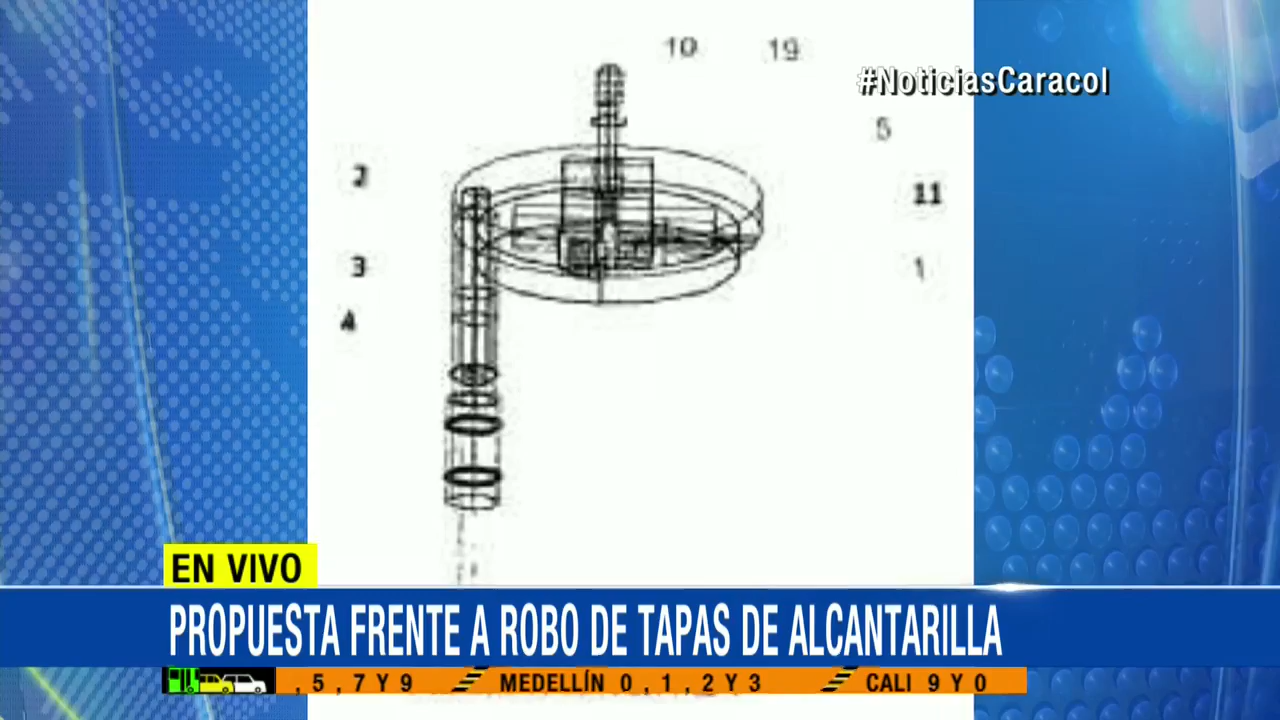 10 19
#NoticiasCaracol
5
2
11
3
1
4
EN VIVO
PROPUESTA FRENTE A ROBO DE TAPAS DE ALCANTARILLA
, 5 , 7 Y 9 MEDELLÍN 0 , 1 , 2 Y 3 CALI 9 Y 0